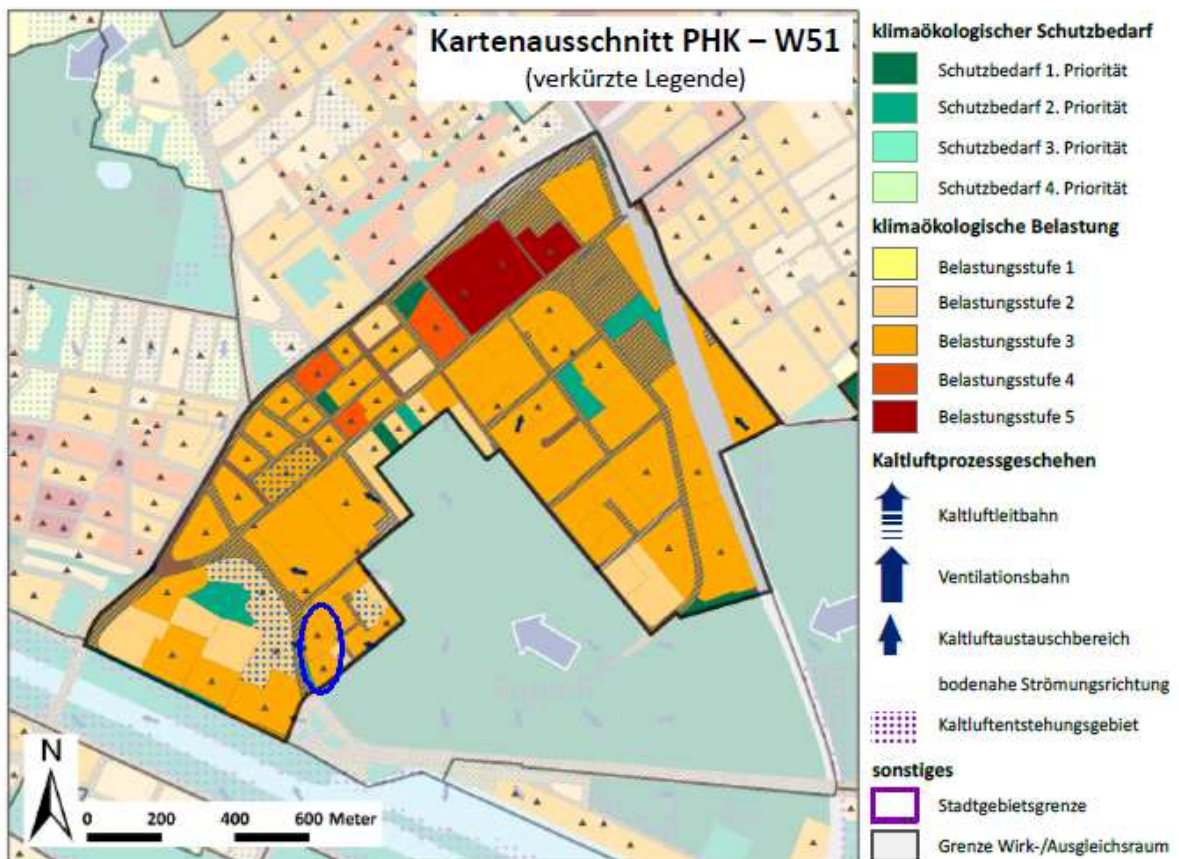 Kartenausschnitt PHK – W51
(verkürzte Legende)
klimaökologischer Schutzbedarf
Schutzbedarf 1. Priorität
Schutzbedarf 2. Priorität
Schutzbedarf 3. Priorität
Schutzbedarf 4. Priorität
klimaökologische Belastung
Belastungsstufe 1
Belastungsstufe 2
Belastungsstufe 3
Belastungsstufe 4
Belastungsstufe 5
Kaltluftprozessgeschehen
Kaltluftleitbahn
Ventilationsbahn
Kaltluftaustauschbereich
bodenahe Strömungsrichtung
Kaltluftentstehungsgebiet
sonstiges
Stadtgebietsgrenze
Grenze Wirk-/Ausgleichsraum
N
0 200 400 600 Meter